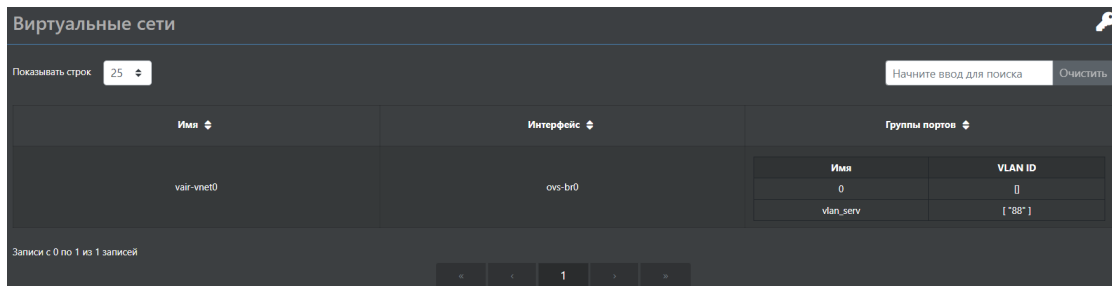 Виртуальные сети
Показывать строк 25 Начните ввод для поиска Очистить
Имя Интерфейс Группы портов
Имя VLAN ID
vair-vnet0 ovs-br0 0 []
vlan_serv [ "88" ]
Записи с 0 по 1 из 1 записей
« ‹ 1 › »